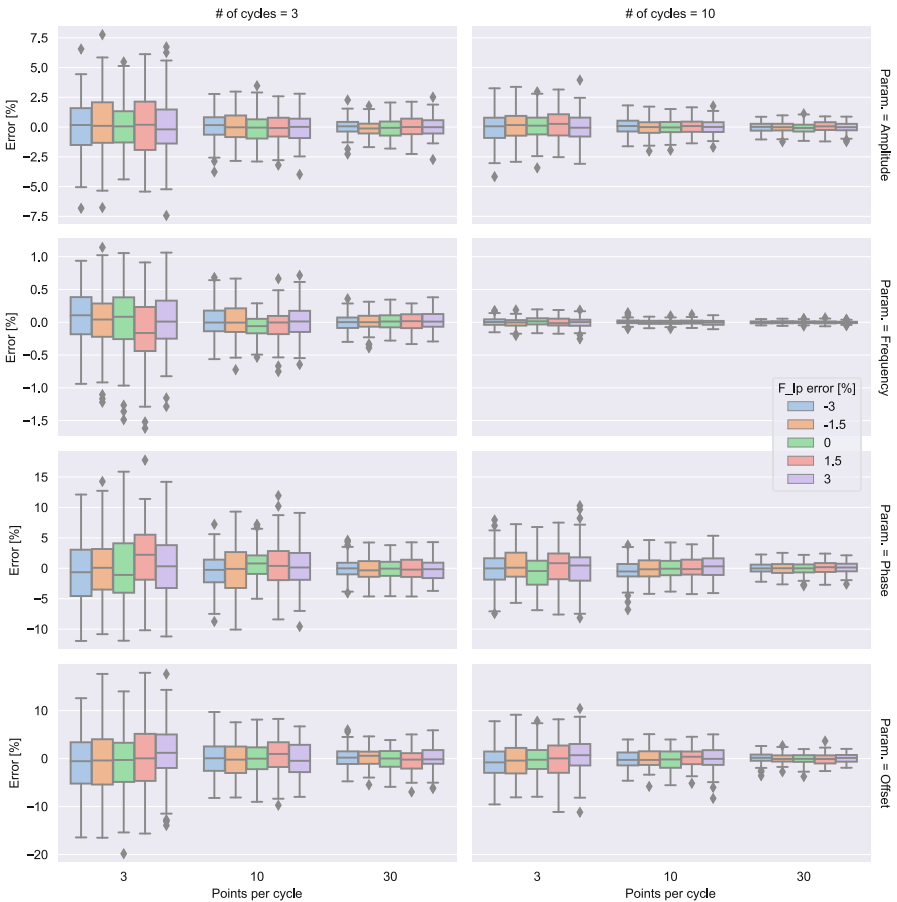 # of cycles = 3
# of cycles = 10
7.5
5.0
2.5
0.0
−2.5
−5.0
−7.5
Error [%]
Param. = Amplitude
1.0
0.5
0.0
−0.5
−1.0
−1.5
Error [%]
Param. = Frequency
F_lp error [%]
-3
-1.5
0
1.5
3
15
10
5
0
−5
−10
Error [%]
Param. = Phase
10
0
−10
−20
Error [%]
Param. = Offset
3
10
30
3
10
30
Points per cycle
Points per cycle